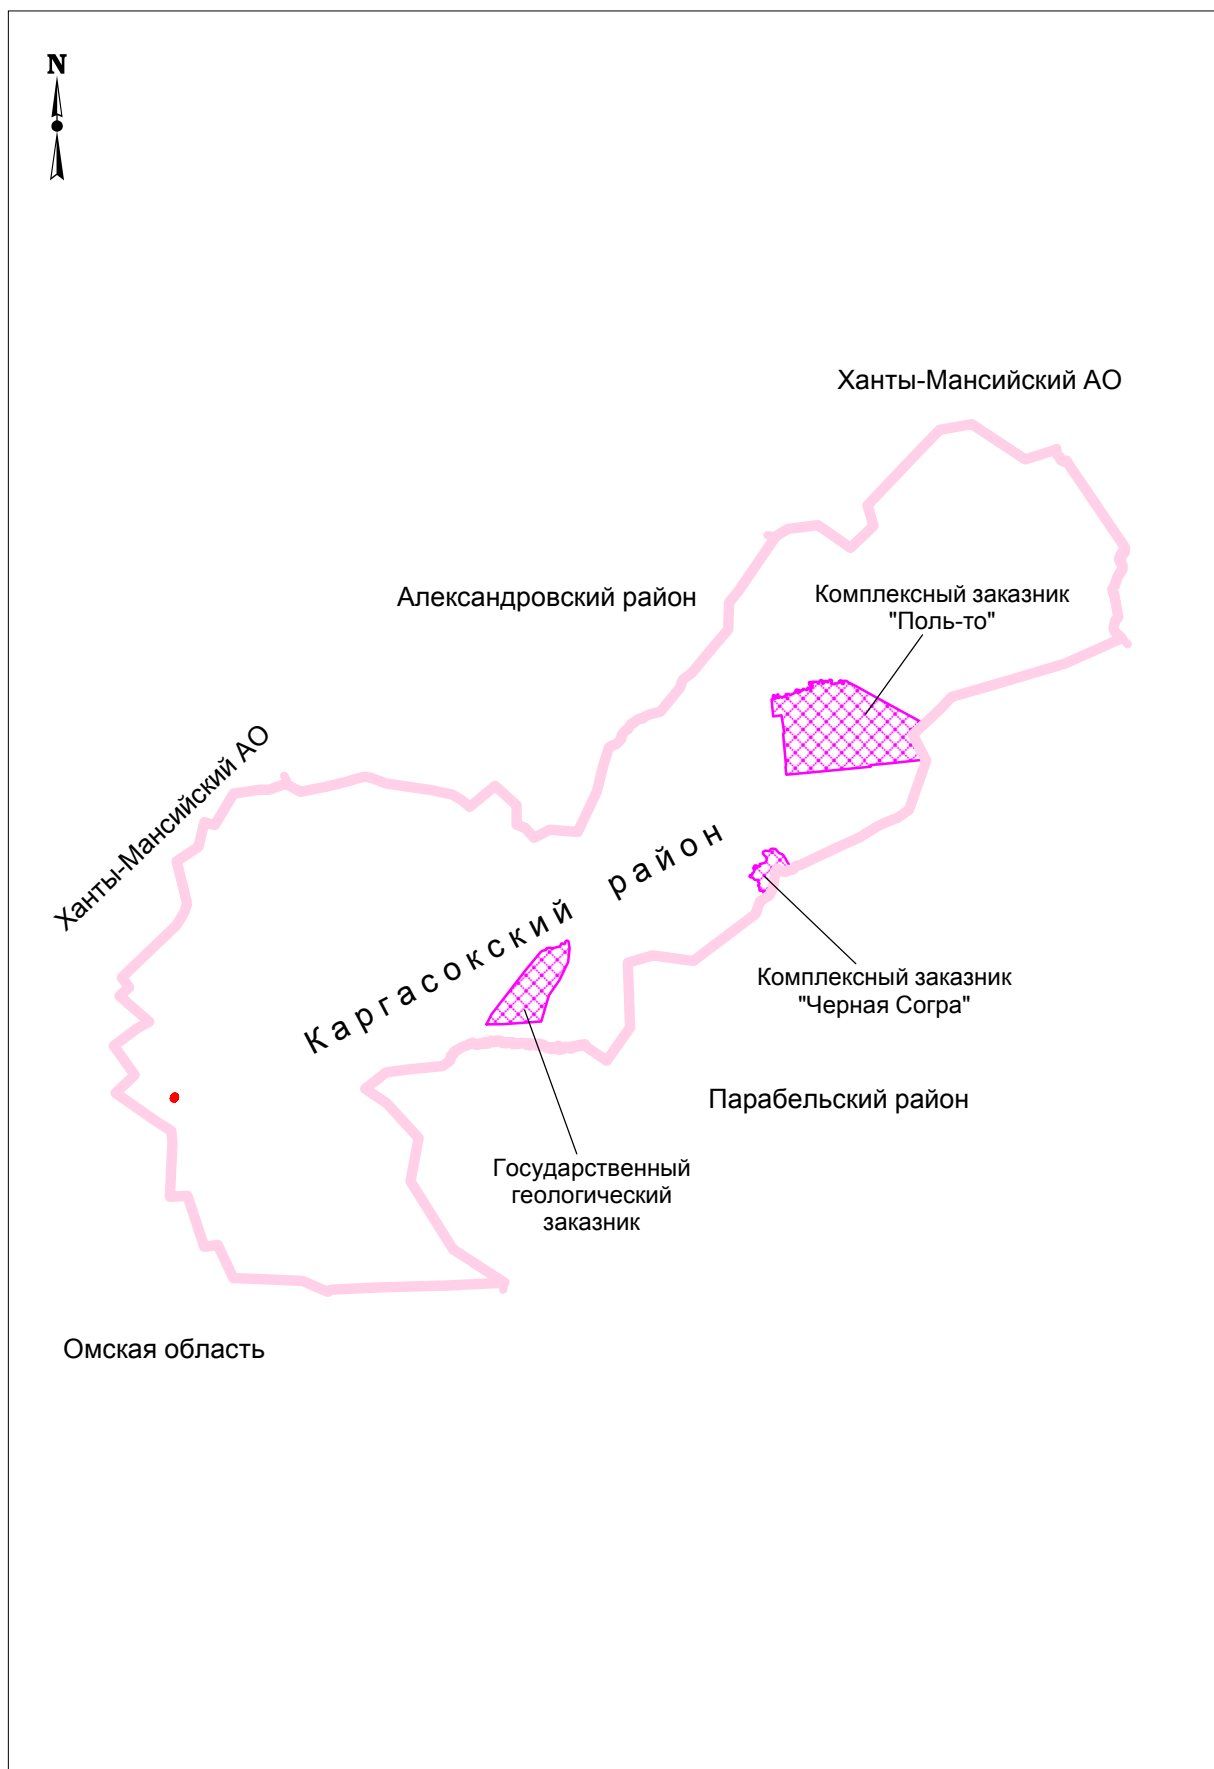 N
Ханты-Мансийский АО
Александровский район
Комплексный заказник
"Поль-то"
Ханты-Мансийский АО
Каргасокский район
Комплексный заказник
"Черная Согра"
Парабельский район
Государственный
геологический
заказник
Омская область